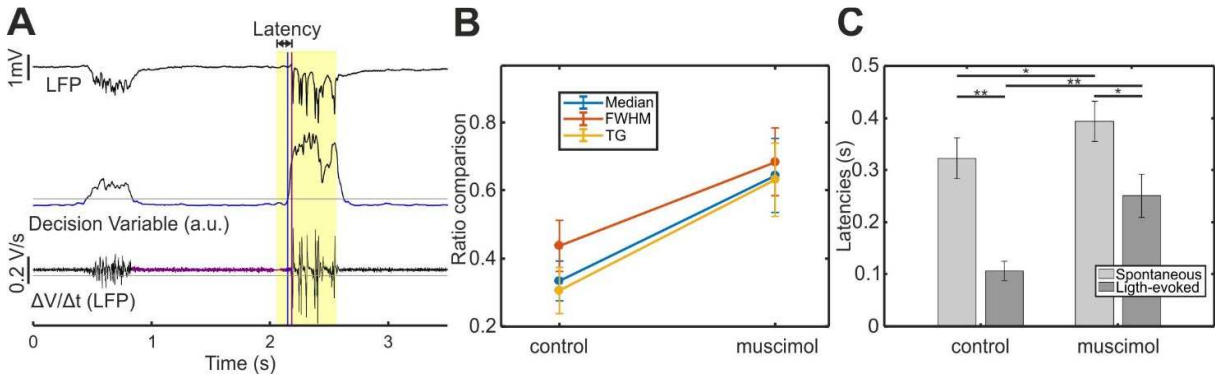 A
Latency
1mV
LFP
Decision Variable (a.u.)
0.2 V/s
ΔV/Δt (LFP)
0 1 2 3
Time (s)
B
Ratio comparison
0.8
0.6
0.4
0.2
Median
FWHM
TG
control muscimol
C
Latencies (s)
0.5
0.4
0.3
0.2
0.1
0
* **
** *
Spontaneous
Ligth-evoked
control muscimol